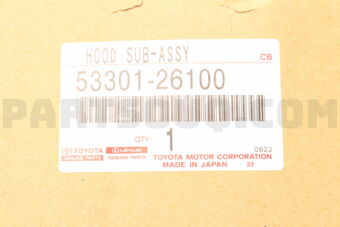 HOOD SUB-ASSY CB
53301-26100
PARTSOUQ.COM
QTY: 1 0622
TOYOTA LEXUS TOYOTA MOTOR CORPORATION
GENUINE PARTS GENUINE PARTS MADE IN JAPAN 23